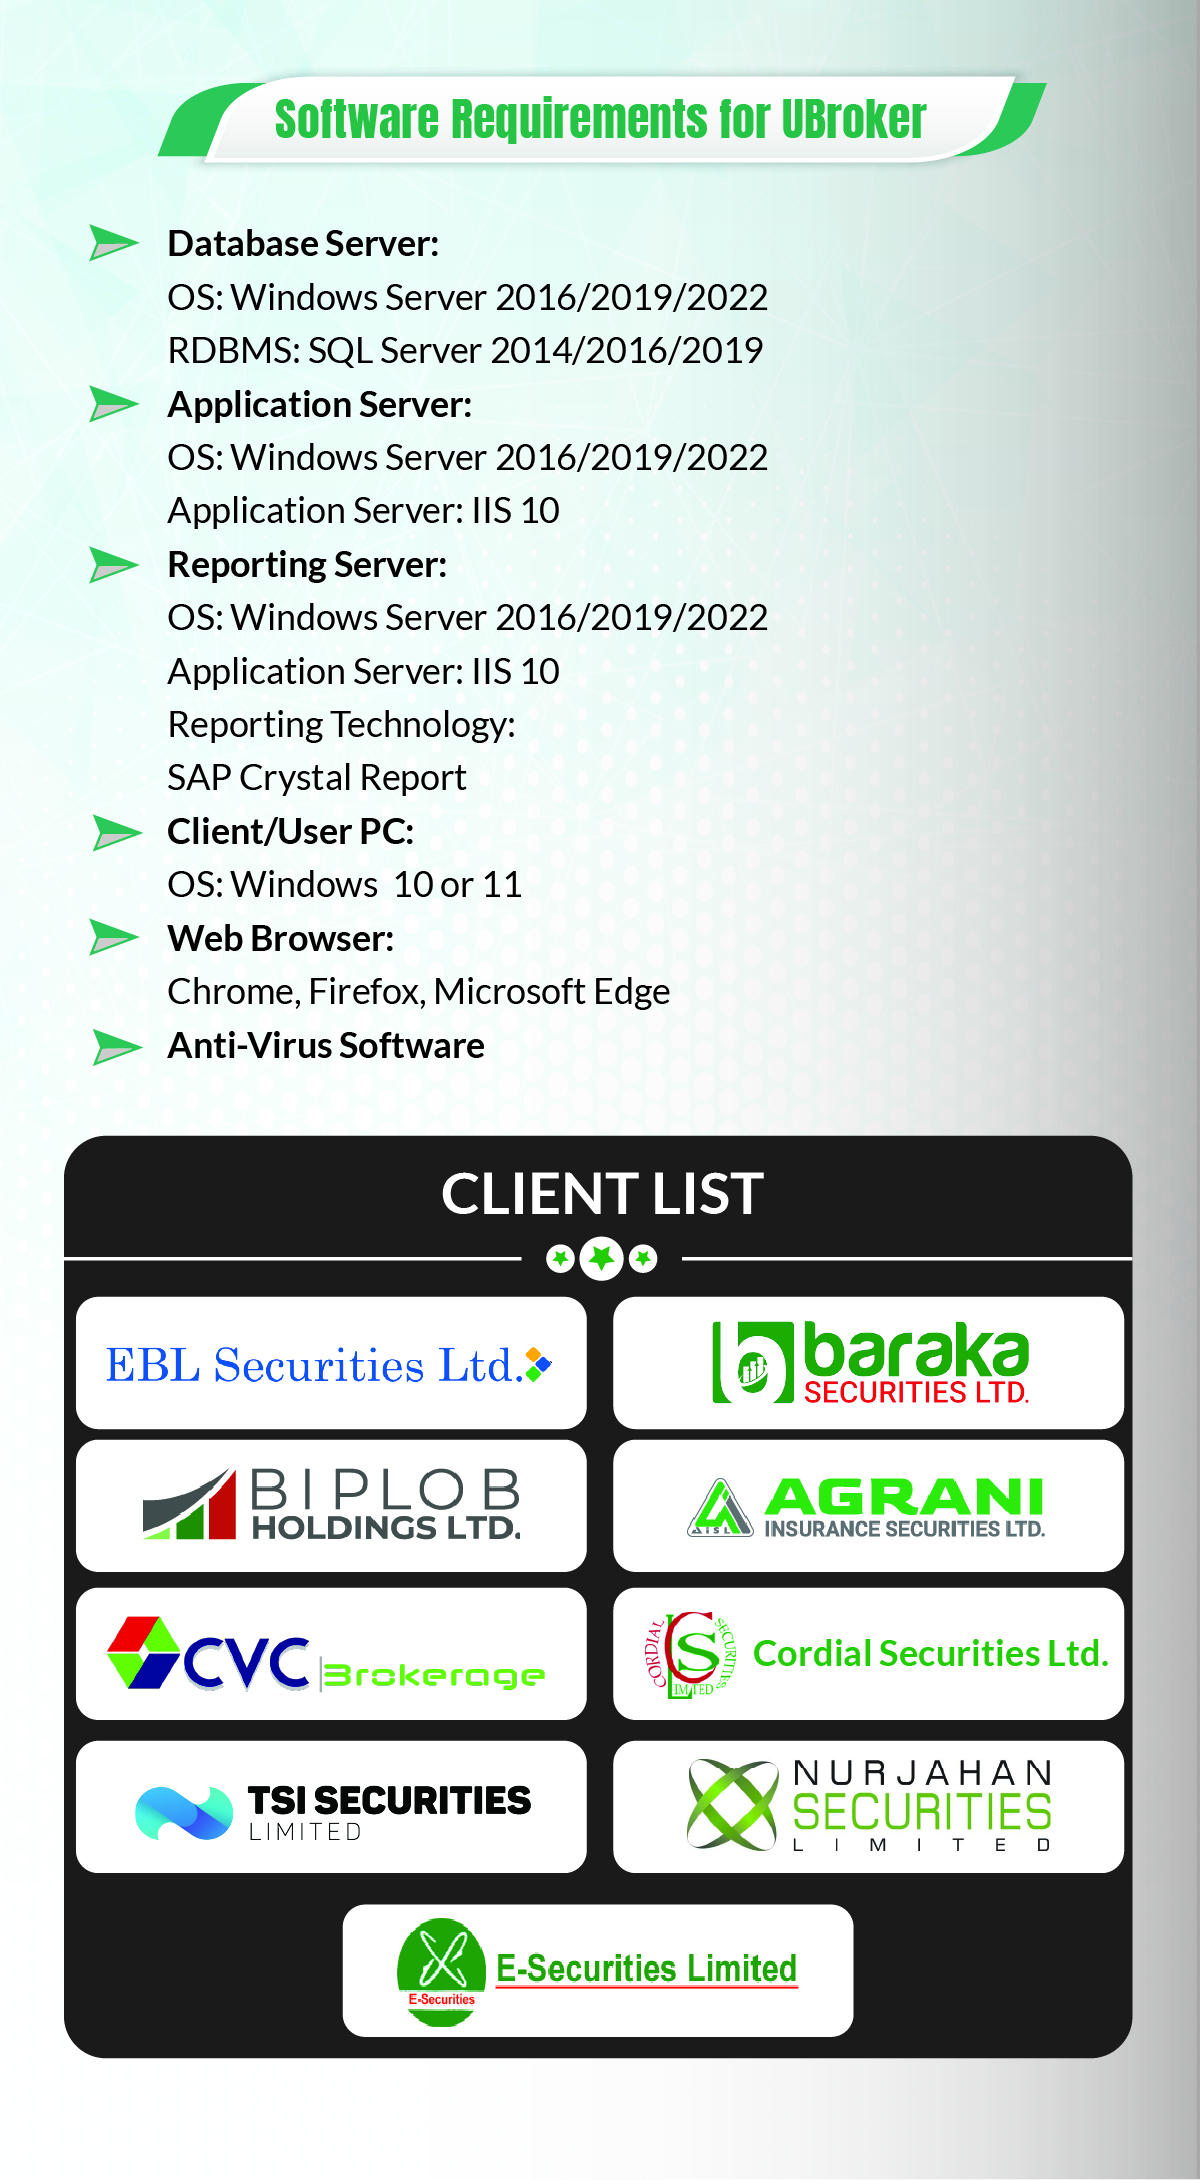 Software Requirements for UBroker
Database Server:
OS: Windows Server 2016/2019/2022
RDBMS: SQL Server 2014/2016/2019
Application Server:
OS: Windows Server 2016/2019/2022
Application Server: IIS 10
Reporting Server:
OS: Windows Server 2016/2019/2022
Application Server: IIS 10
Reporting Technology:
SAP Crystal Report
Client/User PC:
OS: Windows  10 or 11
Web Browser:
Chrome, Firefox, Microsoft Edge
Anti-Virus Software
CLIENT LIST
EBL Securities Ltd.
b baraka
SECURITIES LTD.
BIPLOB
HOLDINGS LTD.
AGRANI
AISL INSURANCE SECURITIES LTD.
CVC Brokerage
CORDIAL SECURITIES
CSL
LIMITED
Cordial Securities Ltd.
TSI SECURITIES
LIMITED
NURJAHAN
SECURITIES
LIMITED
E-Securities Limited
E-Securities